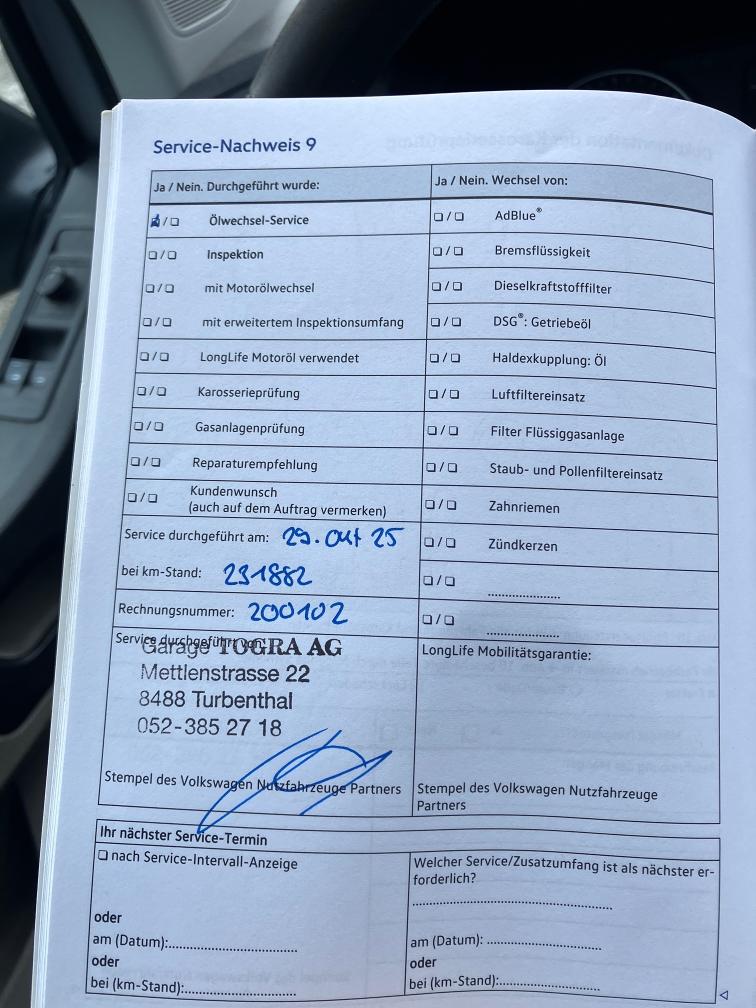 Service-Nachweis 9
Ja / Nein. Durchgeführt wurde:
❏ / ❏ Ölwechsel-Service
❏ / ❏ Inspektion
❏ / ❏ mit Motorölwechsel
❏ / ❏ mit erweitertem Inspektionsumfang
❏ / ❏ LongLife Motoröl verwendet
❏ / ❏ Karosserieprüfung
❏ / ❏ Gasanlagenprüfung
❏ / ❏ Reparaturempfehlung
❏ / ❏ Kundenwunsch
(auch auf dem Auftrag vermerken)
Service durchgeführt am: 29. Okt 25
bei km-Stand: 231882
Rechnungsnummer: 200102
Service durchgeführt von:
Garage TOGRA AG
Mettlenstrasse 22
8488 Turbenthal
052-385 27 18
Stempel des Volkswagen Nutzfahrzeuge Partners
Ja / Nein. Wechsel von:
❏ / ❏ AdBlue®
❏ / ❏ Bremsflüssigkeit
❏ / ❏ Dieselkraftstofffilter
❏ / ❏ DSG®: Getriebeöl
❏ / ❏ Haldexkupplung: Öl
❏ / ❏ Luftfiltereinsatz
❏ / ❏ Filter Flüssiggasanlage
❏ / ❏ Staub- und Pollenfiltereinsatz
❏ / ❏ Zahnriemen
❏ / ❏ Zündkerzen
❏ / ❏ ....................
❏ / ❏ ....................
LongLife Mobilitätsgarantie:
Stempel des Volkswagen Nutzfahrzeuge
Partners
Ihr nächster Service-Termin
❏ nach Service-Intervall-Anzeige
oder
am (Datum):..............................
oder
bei (km-Stand):..........................
Welcher Service/Zusatzumfang ist als nächster er-
forderlich?
..................................................
am (Datum): ............................
oder
bei (km-Stand):.........................